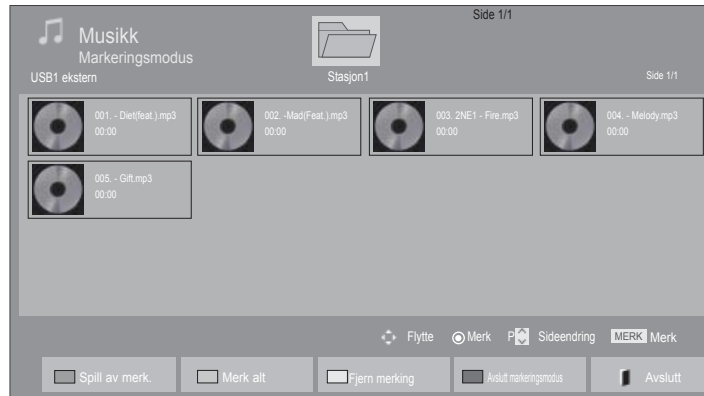 Side 1/1
Musikk
Markeringsmodus
USB1 ekstern
Stasjon1
Side 1/1
001. - Diet(feat.).mp3
00:00
002. -Mad(Feat.).mp3
00:00
003. 2NE1 - Fire.mp3
00:00
004. - Melody.mp3
00:00
005. - Gift.mp3
00:00
Flytte Merk P Sideendring MERK Merk
Spill av merk. Merk alt Fjern merking Avslutt markeringsmodus Avslutt